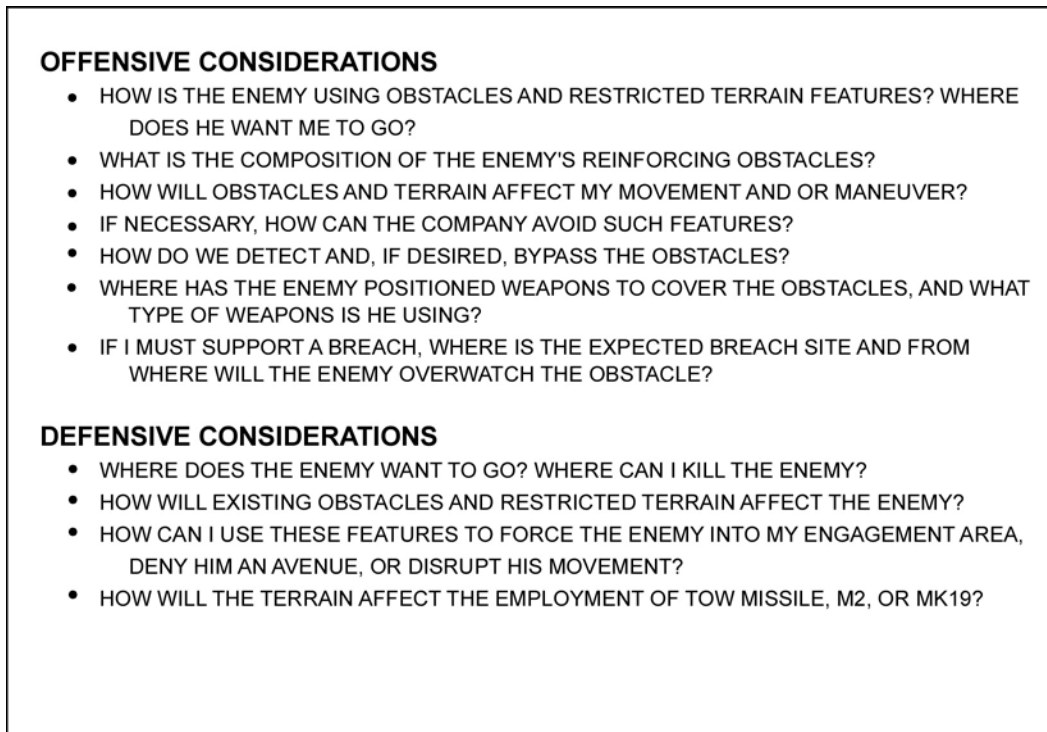 OFFENSIVE CONSIDERATIONS
• HOW IS THE ENEMY USING OBSTACLES AND RESTRICTED TERRAIN FEATURES? WHERE
DOES HE WANT ME TO GO?
• WHAT IS THE COMPOSITION OF THE ENEMY'S REINFORCING OBSTACLES?
• HOW WILL OBSTACLES AND TERRAIN AFFECT MY MOVEMENT AND OR MANEUVER?
• IF NECESSARY, HOW CAN THE COMPANY AVOID SUCH FEATURES?
• HOW DO WE DETECT AND, IF DESIRED, BYPASS THE OBSTACLES?
• WHERE HAS THE ENEMY POSITIONED WEAPONS TO COVER THE OBSTACLES, AND WHAT
TYPE OF WEAPONS IS HE USING?
• IF I MUST SUPPORT A BREACH, WHERE IS THE EXPECTED BREACH SITE AND FROM
WHERE WILL THE ENEMY OVERWATCH THE OBSTACLE?
DEFENSIVE CONSIDERATIONS
• WHERE DOES THE ENEMY WANT TO GO? WHERE CAN I KILL THE ENEMY?
• HOW WILL EXISTING OBSTACLES AND RESTRICTED TERRAIN AFFECT THE ENEMY?
• HOW CAN I USE THESE FEATURES TO FORCE THE ENEMY INTO MY ENGAGEMENT AREA,
DENY HIM AN AVENUE, OR DISRUPT HIS MOVEMENT?
• HOW WILL THE TERRAIN AFFECT THE EMPLOYMENT OF TOW MISSILE, M2, OR MK19?